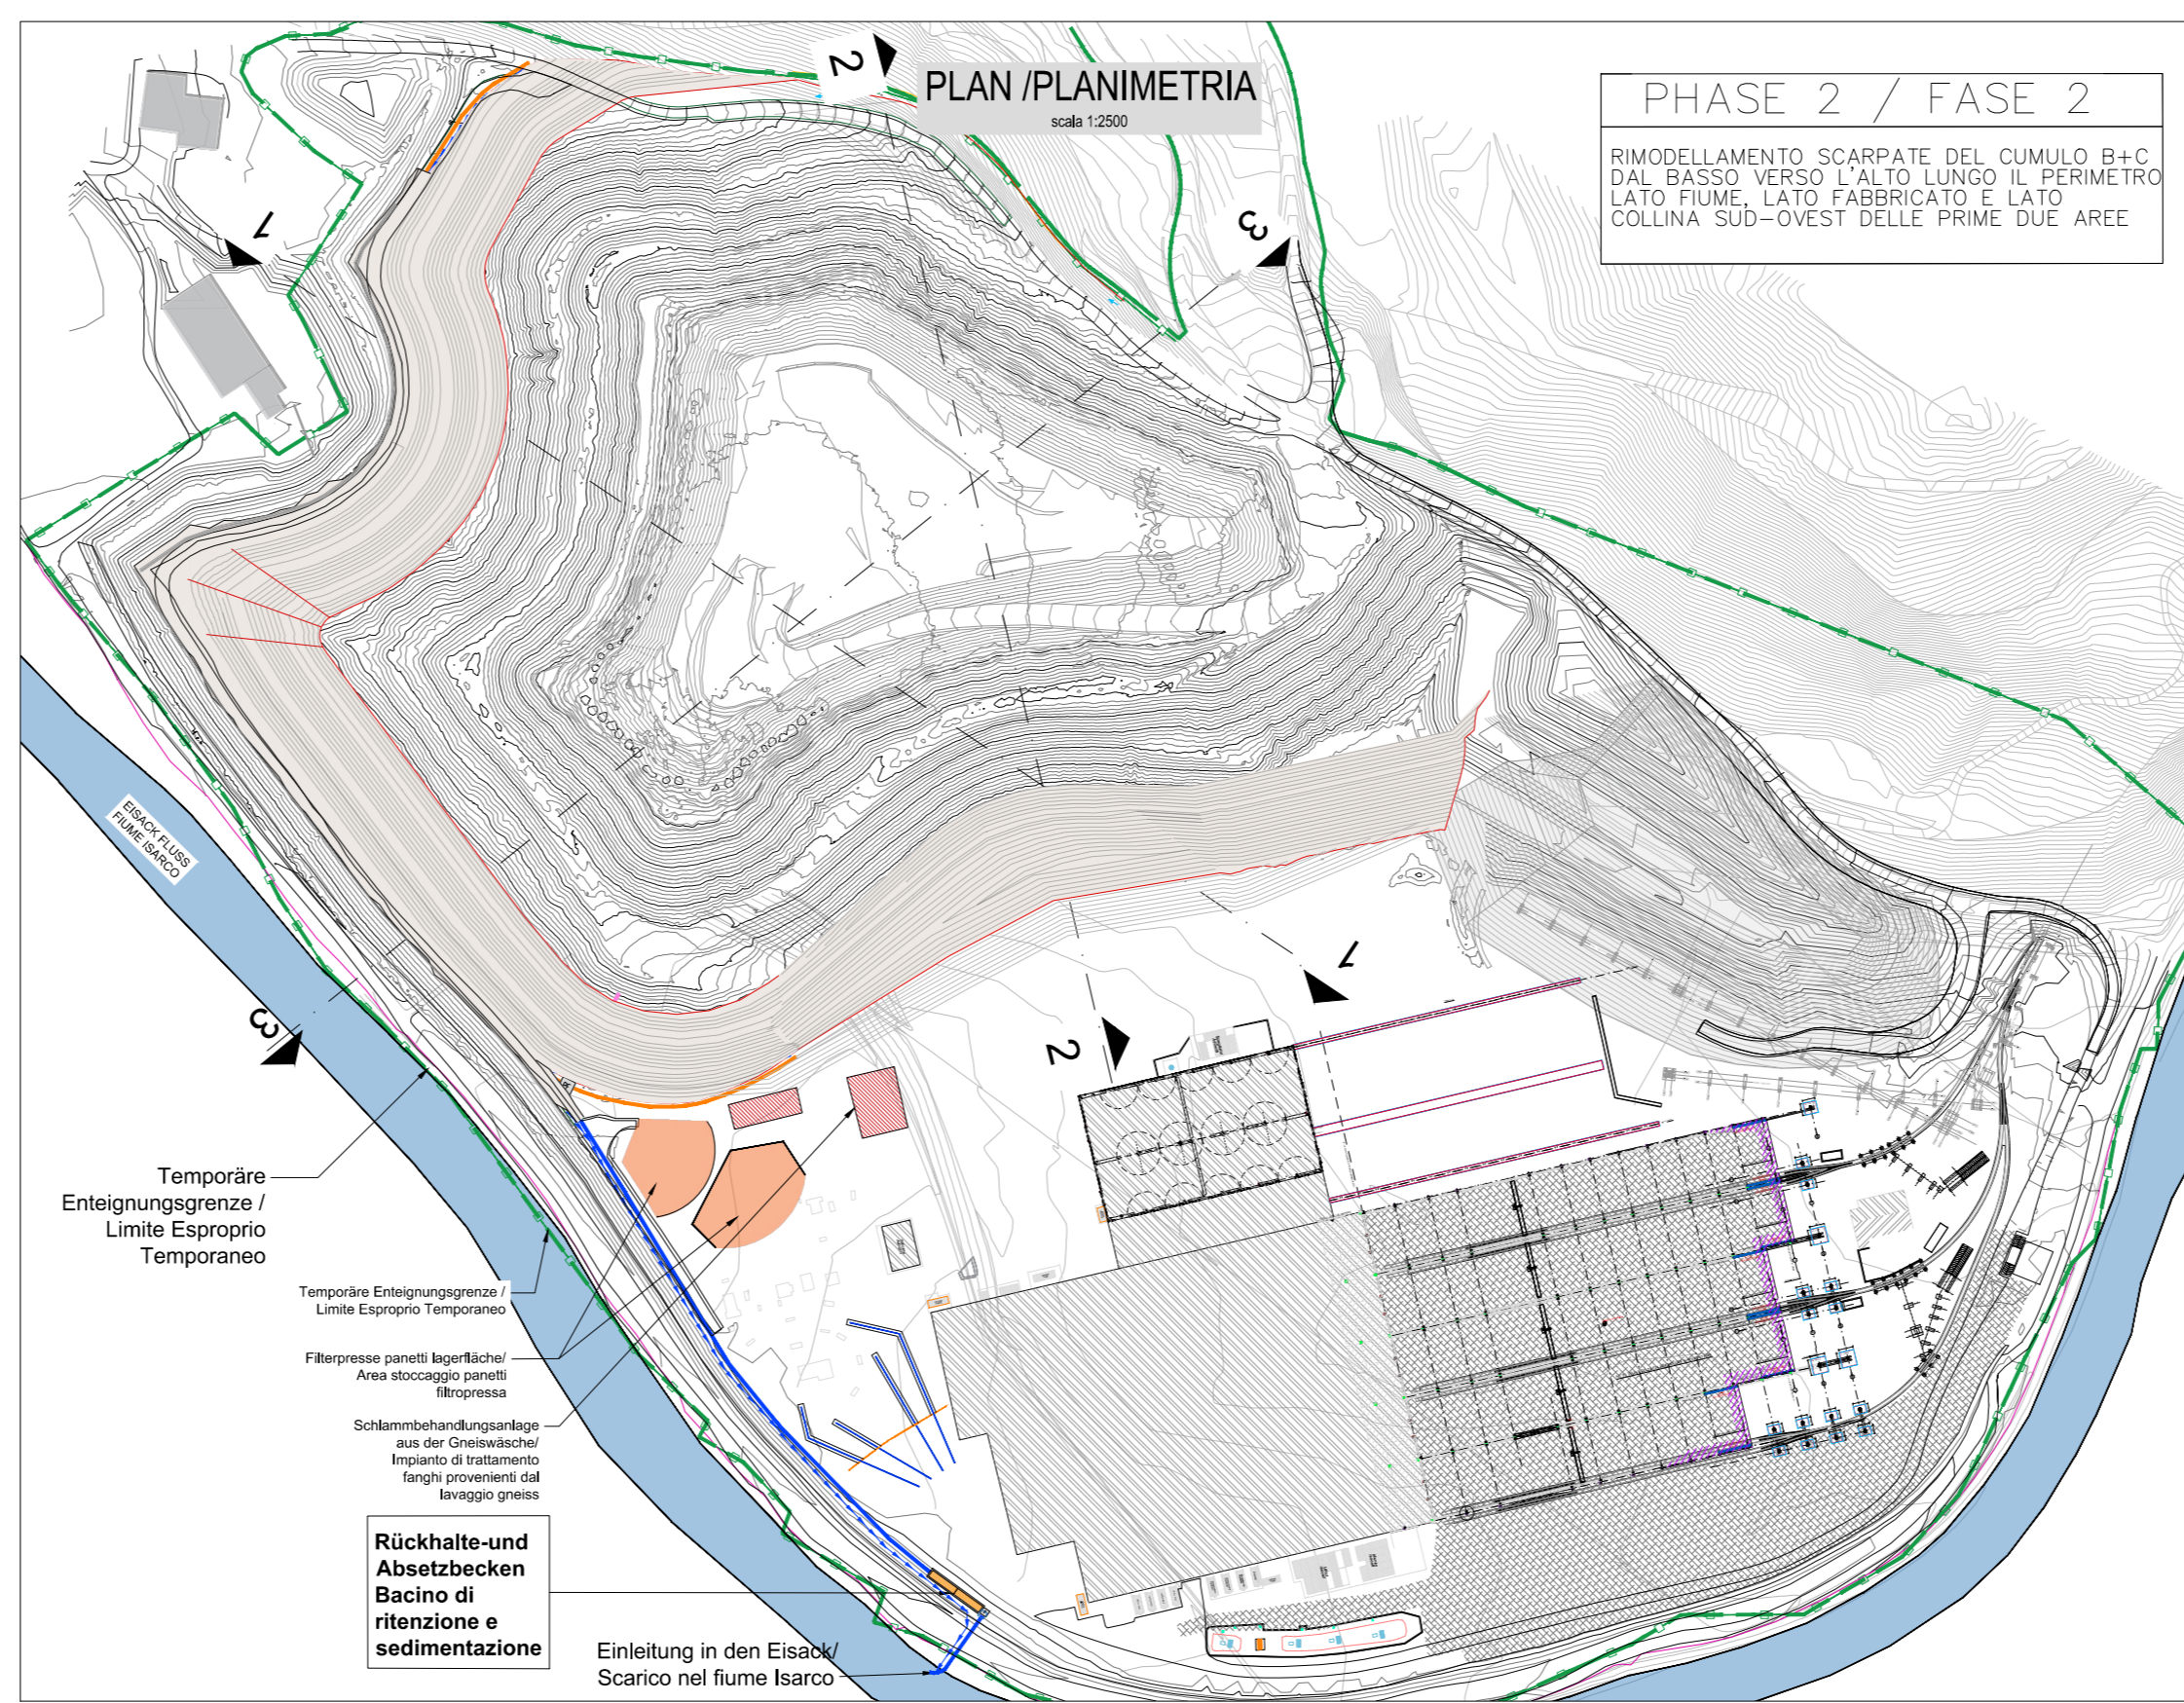 PLAN /PLANIMETRIA
scala 1:2500
PHASE 2 / FASE 2
RIMODELLAMENTO SCARPATE DEL CUMULO B+C
DAL BASSO VERSO L'ALTO LUNGO IL PERIMETRO
LATO FIUME, LATO FABBRICATO E LATO
COLLINA SUD-OVEST DELLE PRIME DUE AREE
2
1
3
EISACK FLUSS
FIUME ISARCO
3
1
2
Temporäre
Enteignungsgrenze /
Limite Esproprio
Temporaneo
Temporäre Enteignungsgrenze /
Limite Esproprio Temporaneo
Filterpresse panetti lagerfläche/
Area stoccaggio panetti
filtropressa
Schlammbehandlungsanlage
aus der Gneiswäsche/
Impianto di trattamento
fanghi provenienti dal
lavaggio gneiss
Rückhalte-und
Absetzbecken
Bacino di
ritenzione e
sedimentazione
Einleitung in den Eisack/
Scarico nel fiume Isarco